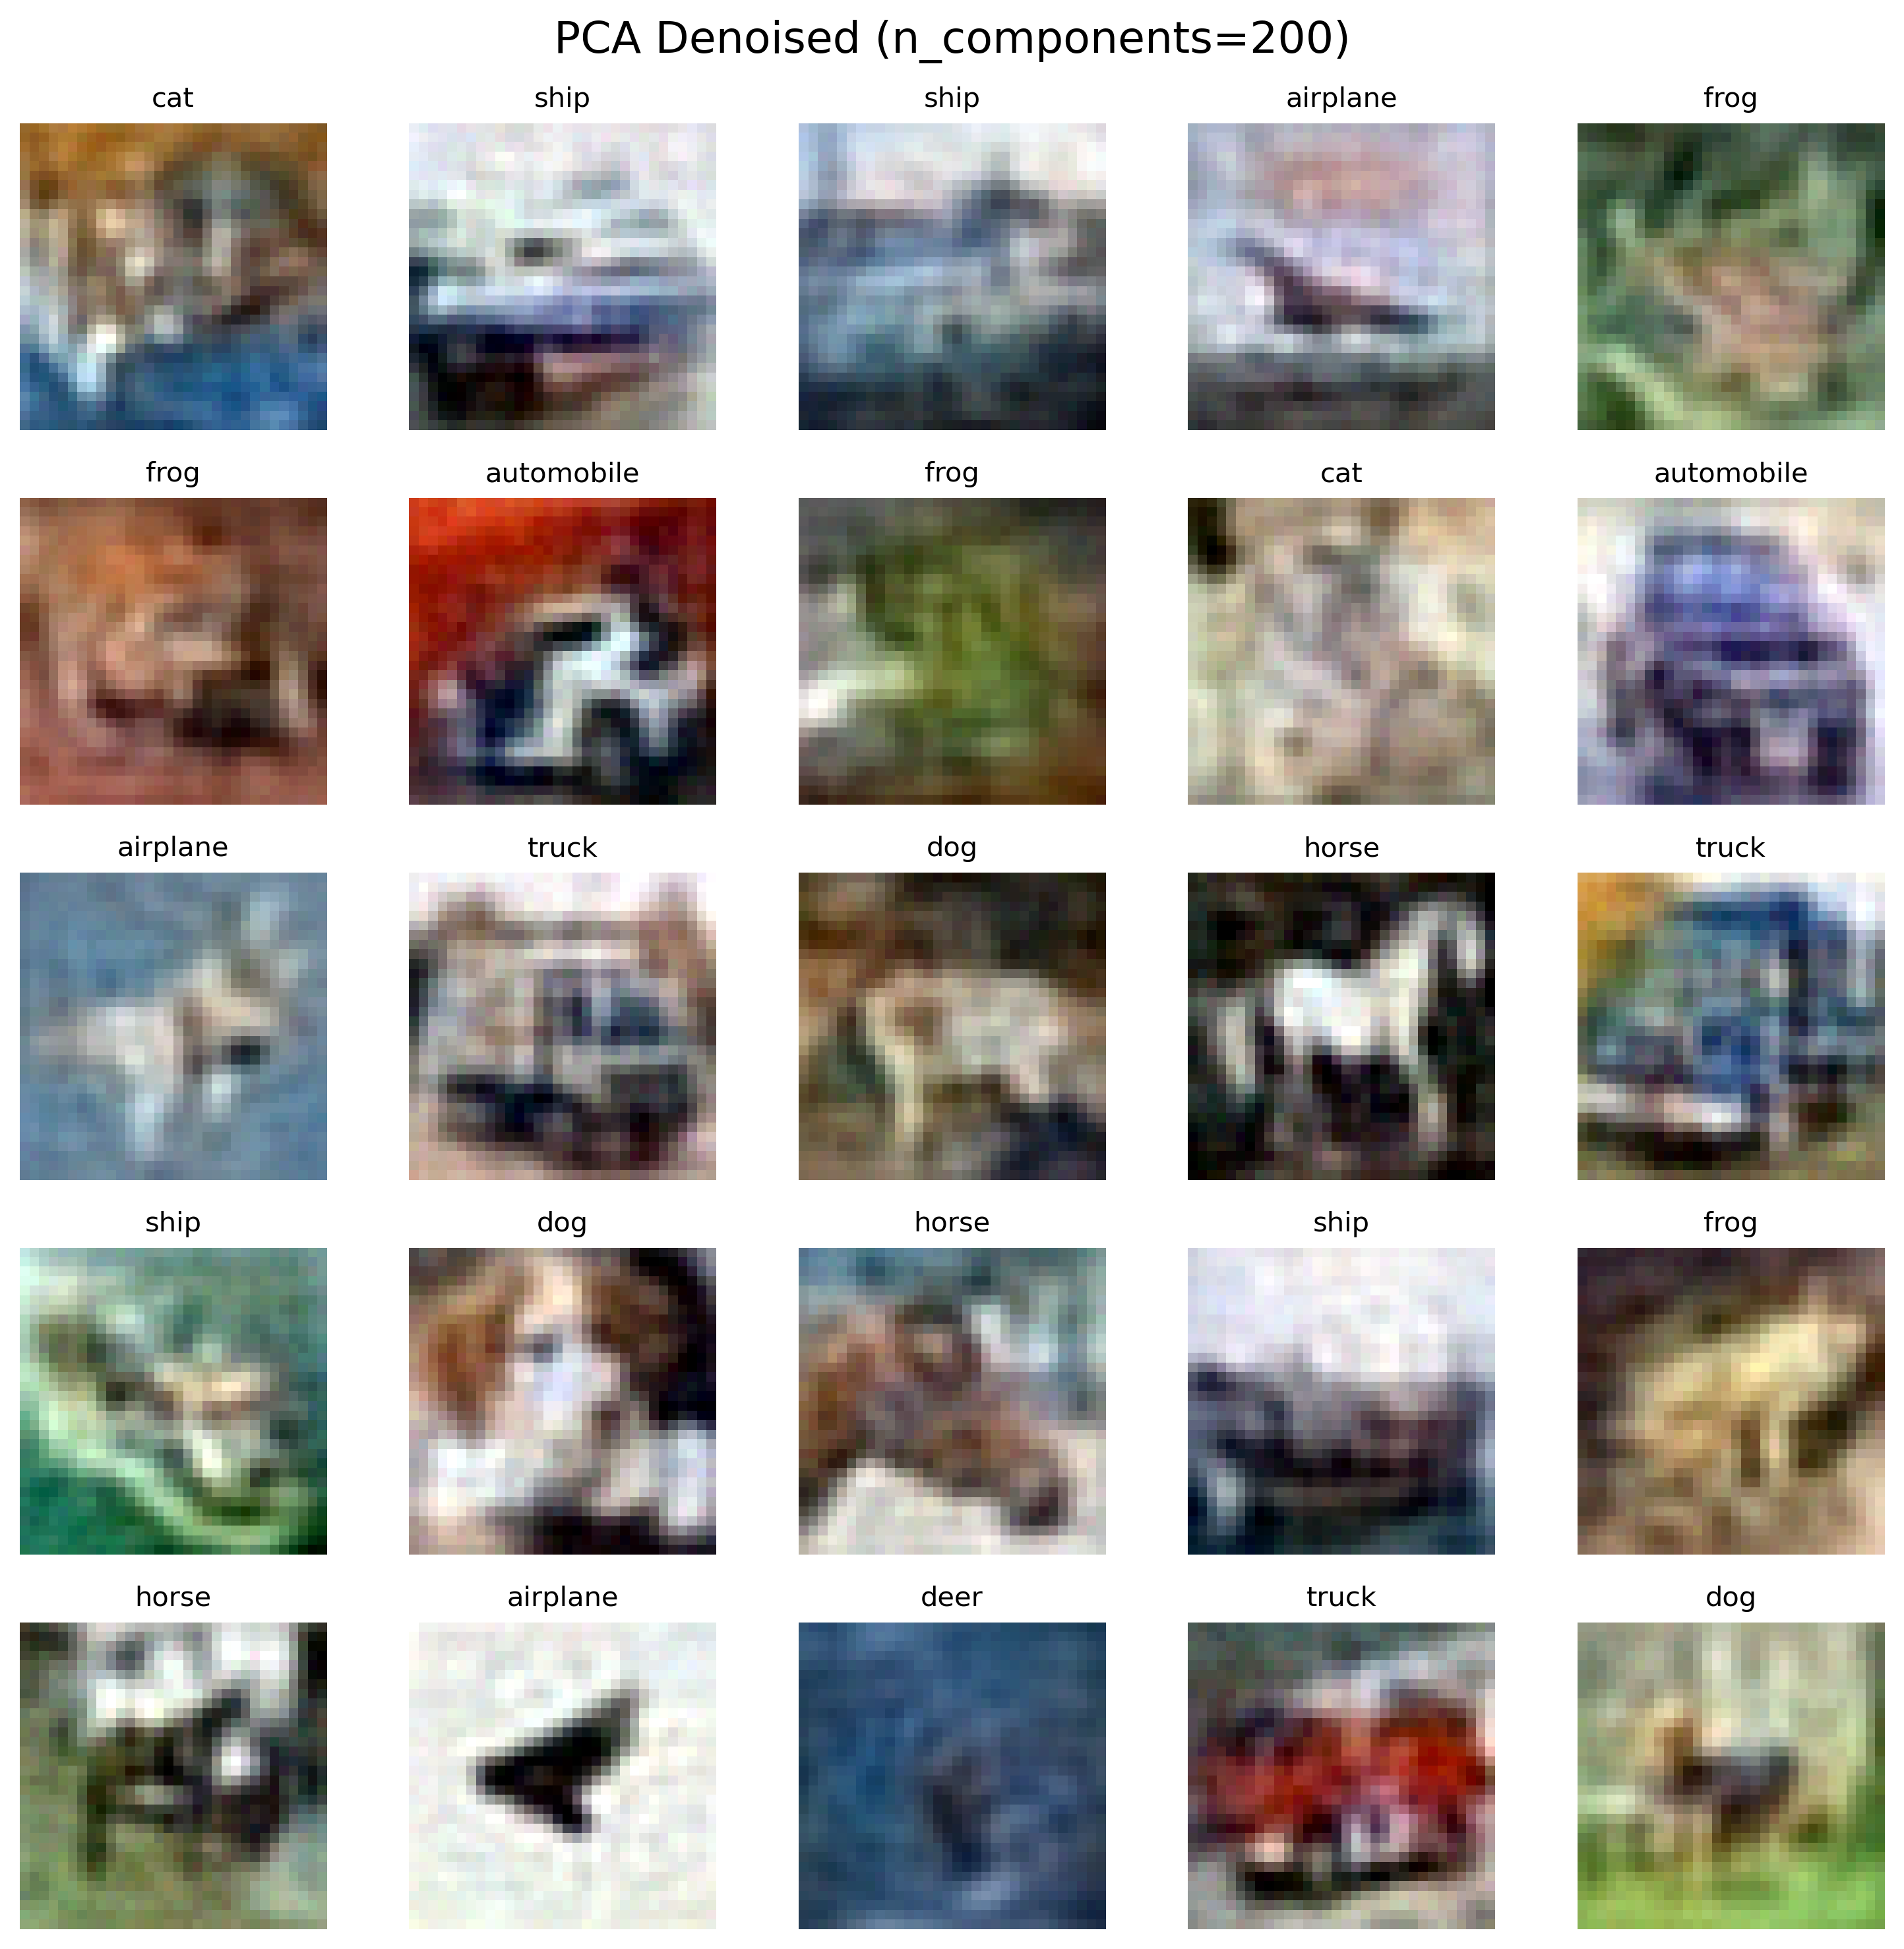 PCA Denoised (n_components=200)
cat ship ship airplane frog
frog automobile frog cat automobile
airplane truck dog horse truck
ship dog horse ship frog
horse airplane deer truck dog